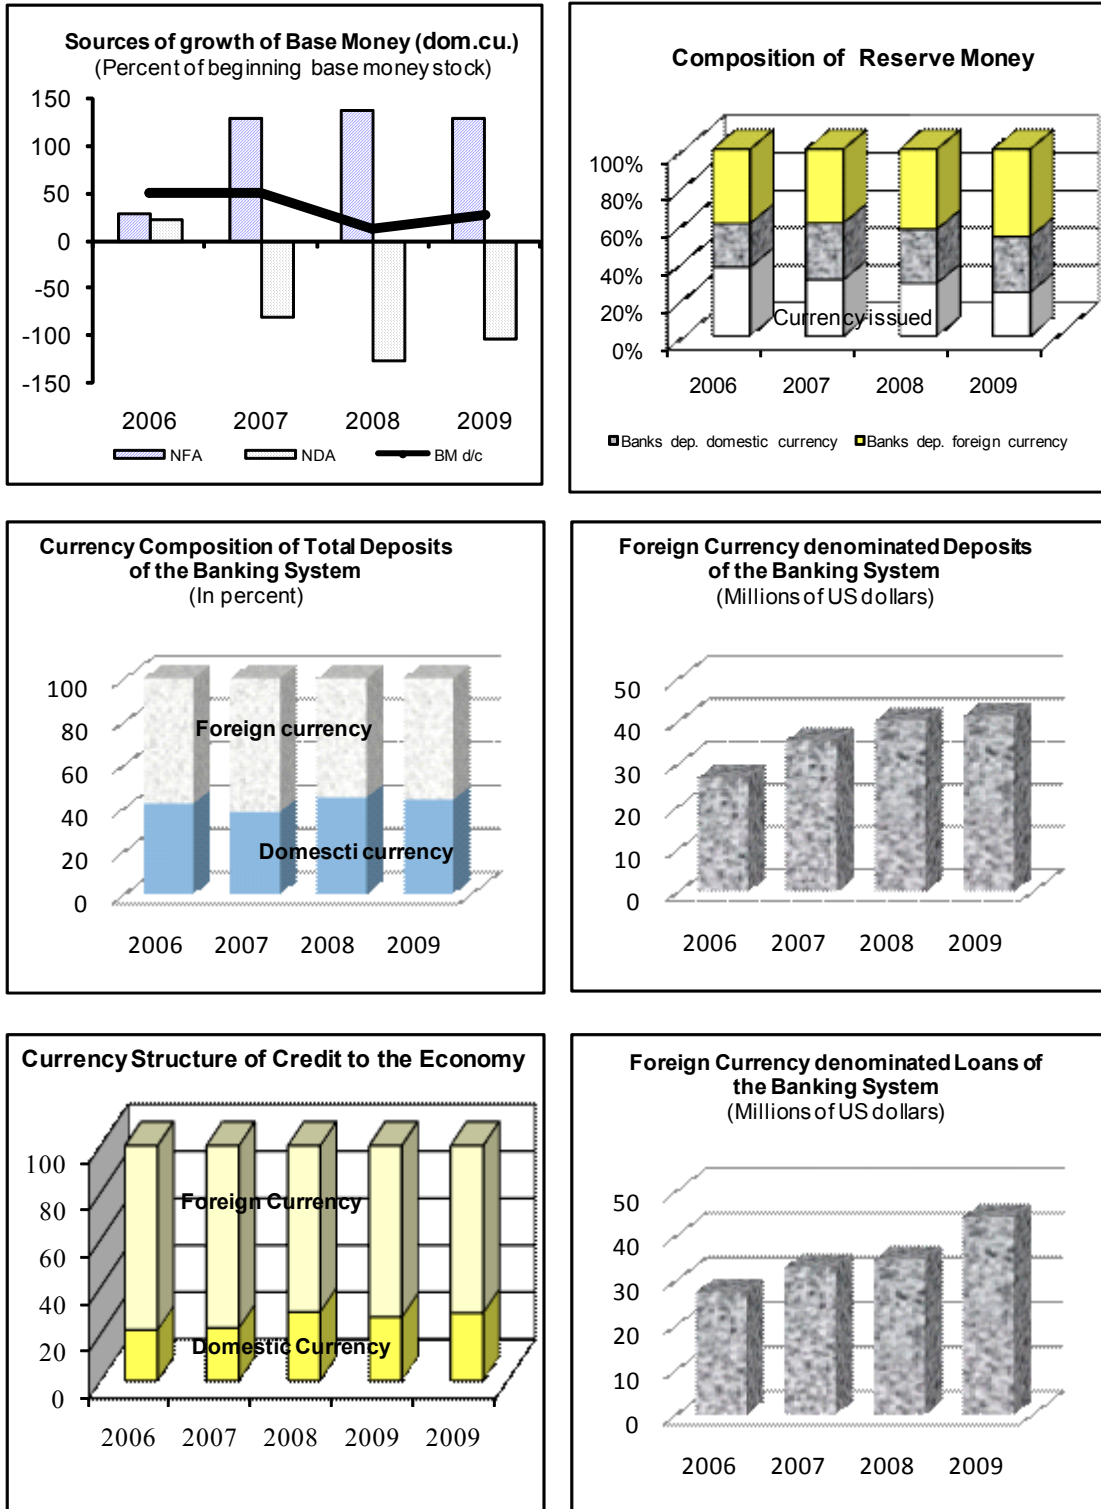 Sources of growth of Base Money (dom.cu.)
(Percent of beginning base money stock)
150
100
50
0
-50
-100
-150
2006 2007 2008 2009
NFA NDA BM d/c
Composition of Reserve Money
100%
80%
60%
40%
20%
0%
Currency issued
2006 2007 2008 2009
Banks dep. domestic currency Banks dep. foreign currency
Currency Composition of Total Deposits
of the Banking System
(In percent)
100
80
60
40
20
0
Foreign currency
Domescti currency
2006 2007 2008 2009
Foreign Currency denominated Deposits
of the Banking System
(Millions of US dollars)
50
40
30
20
10
0
2006 2007 2008 2009
Currency Structure of Credit to the Economy
100
80
60
40
20
0
Foreign Currency
Domestic Currency
2006 2007 2008 2009 2009
Foreign Currency denominated Loans of
the Banking System
(Millions of US dollars)
50
40
30
20
10
0
2006 2007 2008 2009